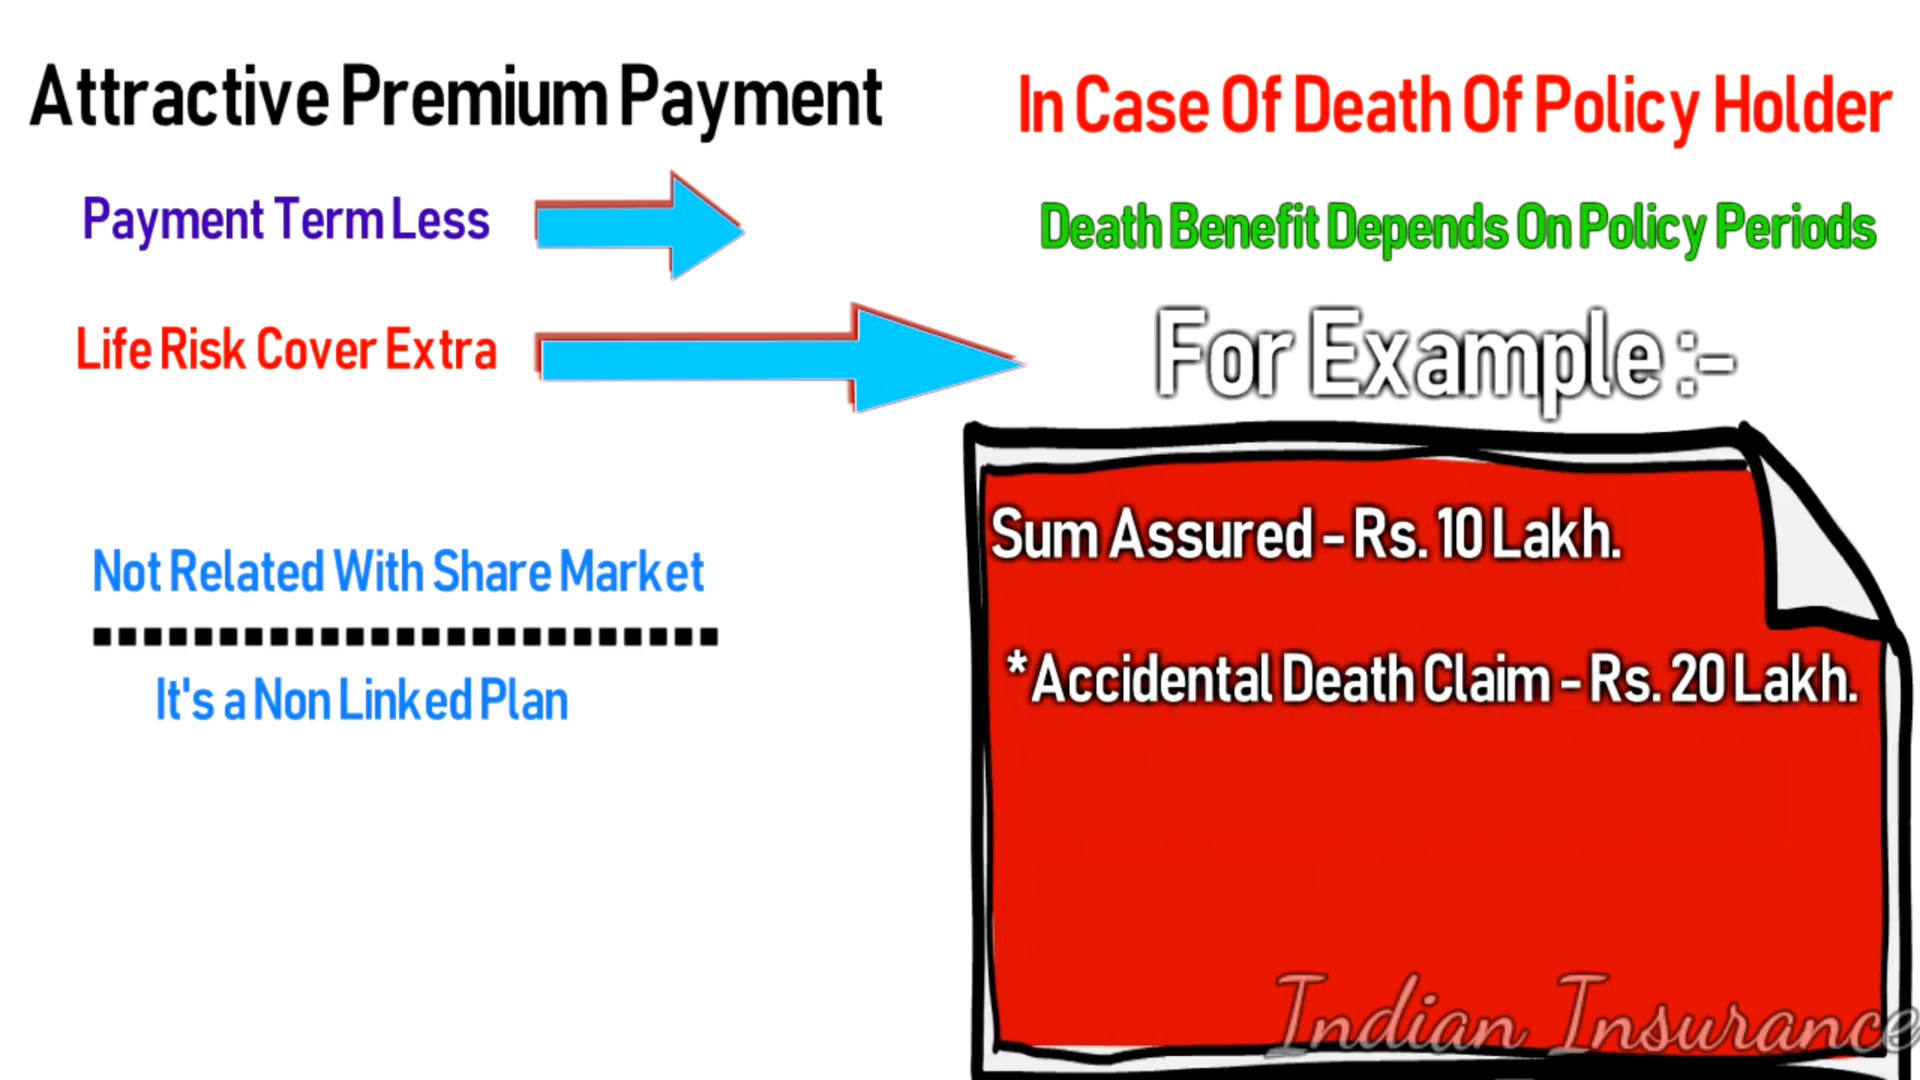 Attractive Premium Payment
Payment Term Less
Life Risk Cover Extra
Not Related With Share Market
It's a Non Linked Plan
In Case Of Death Of Policy Holder
Death Benefit Depends On Policy Periods
For Example :-
Sum Assured - Rs. 10 Lakh.
*Accidental Death Claim - Rs. 20 Lakh.
Indian Insurance